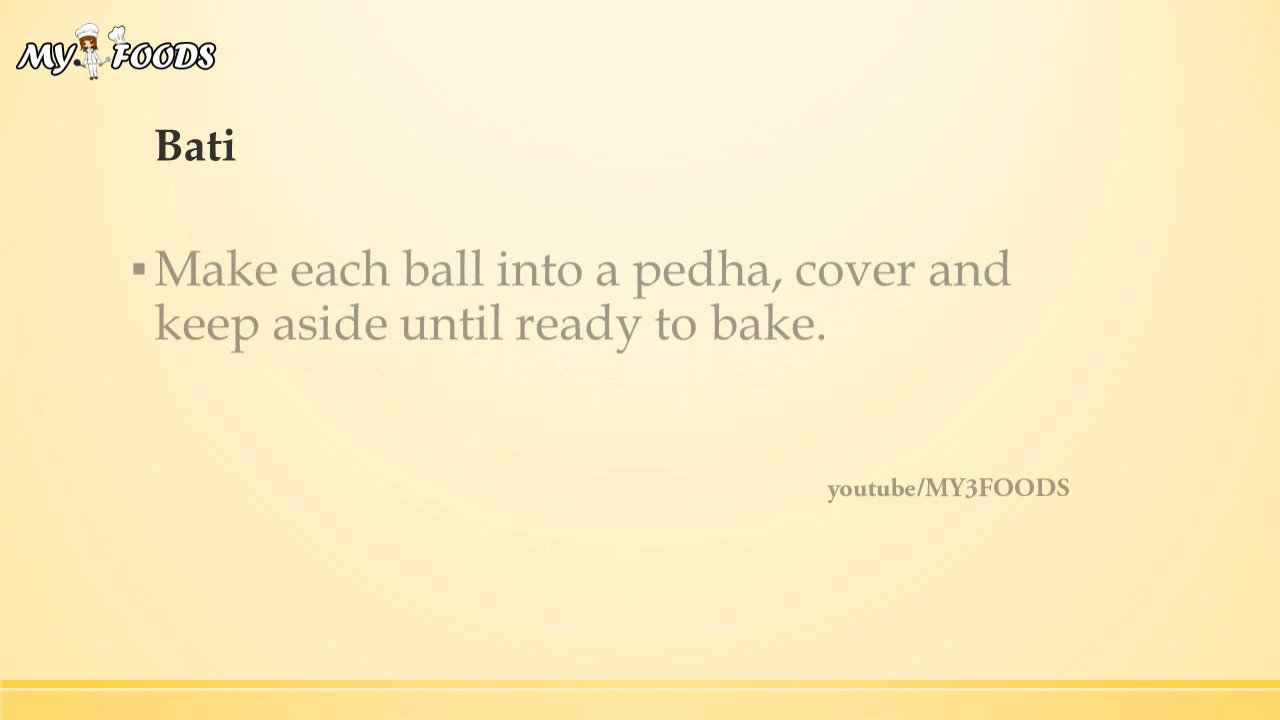 MY FOODS
Bati
▪ Make each ball into a pedha, cover and
keep aside until ready to bake.
youtube/MY3FOODS